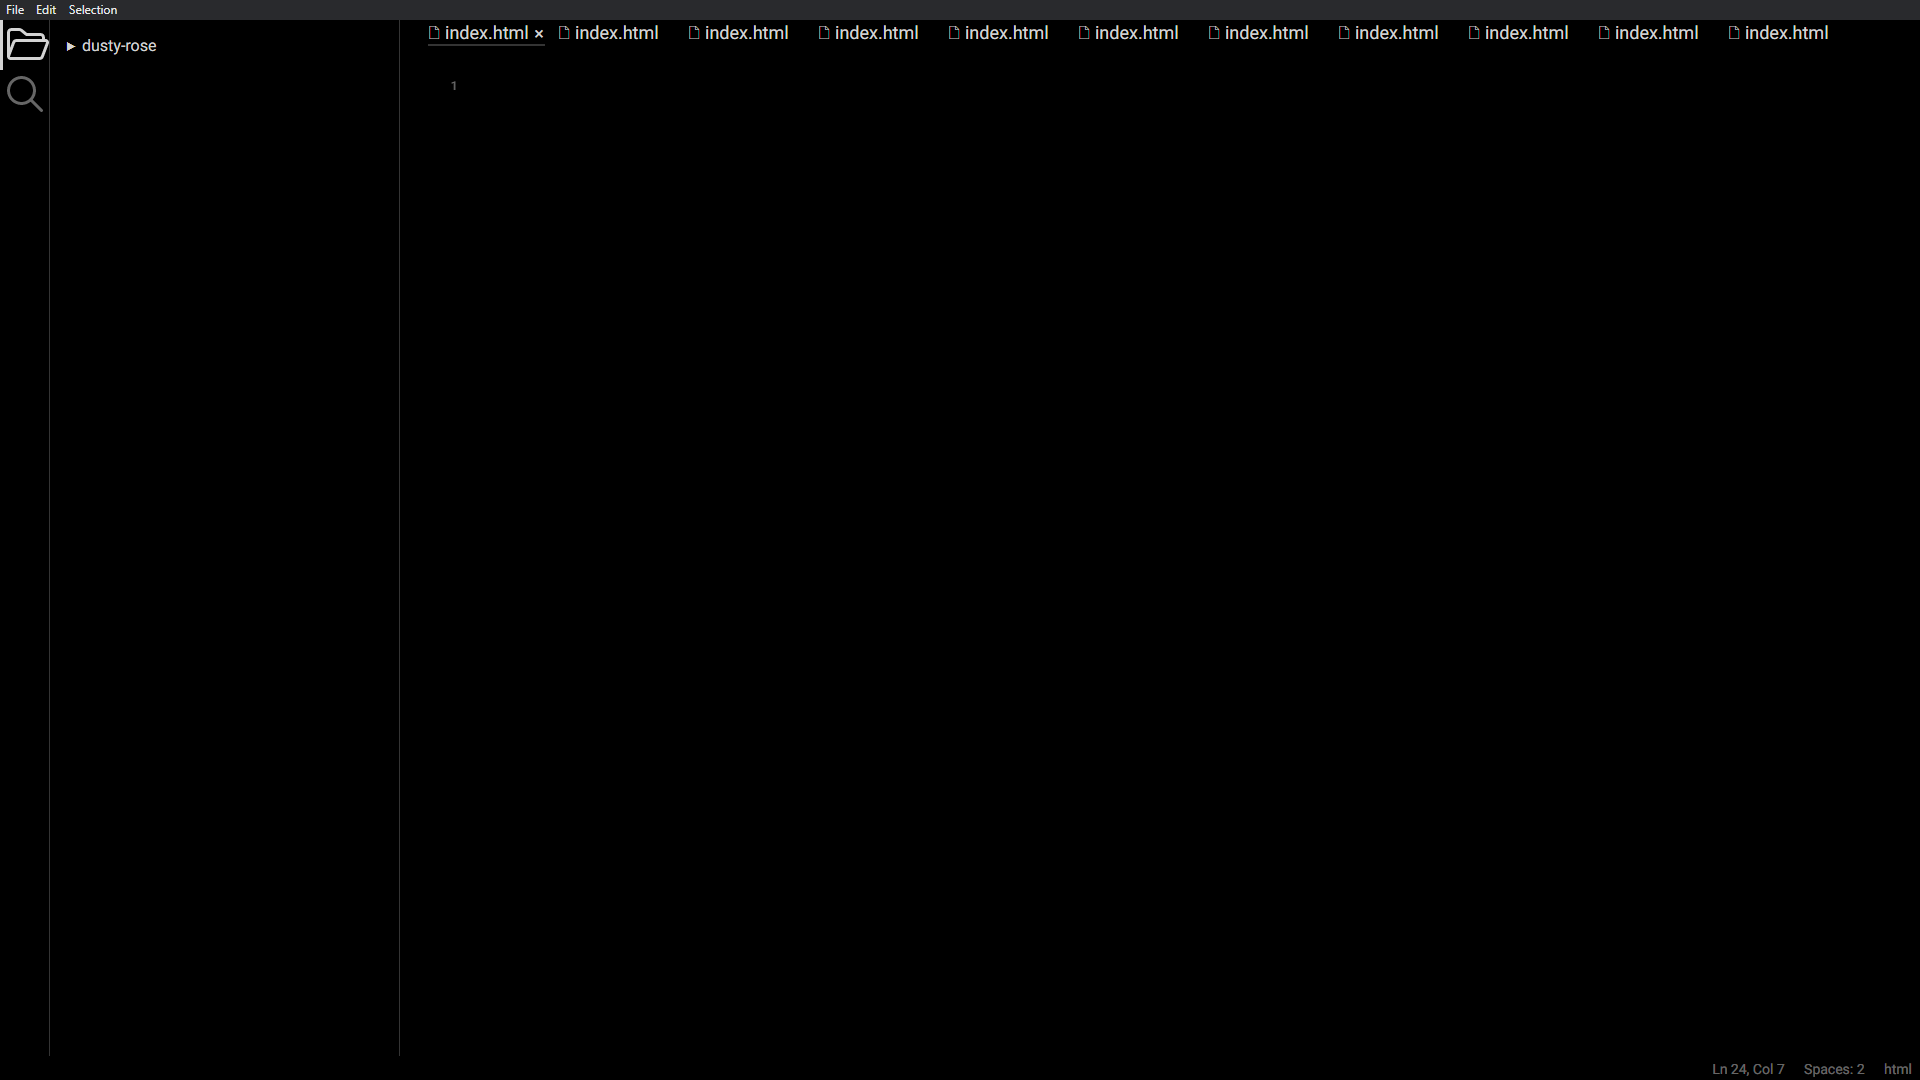 File Edit Selection
dusty-rose
index.html × index.html index.html index.html index.html index.html index.html index.html index.html index.html index.html
1
Ln 24, Col 7 Spaces: 2 html